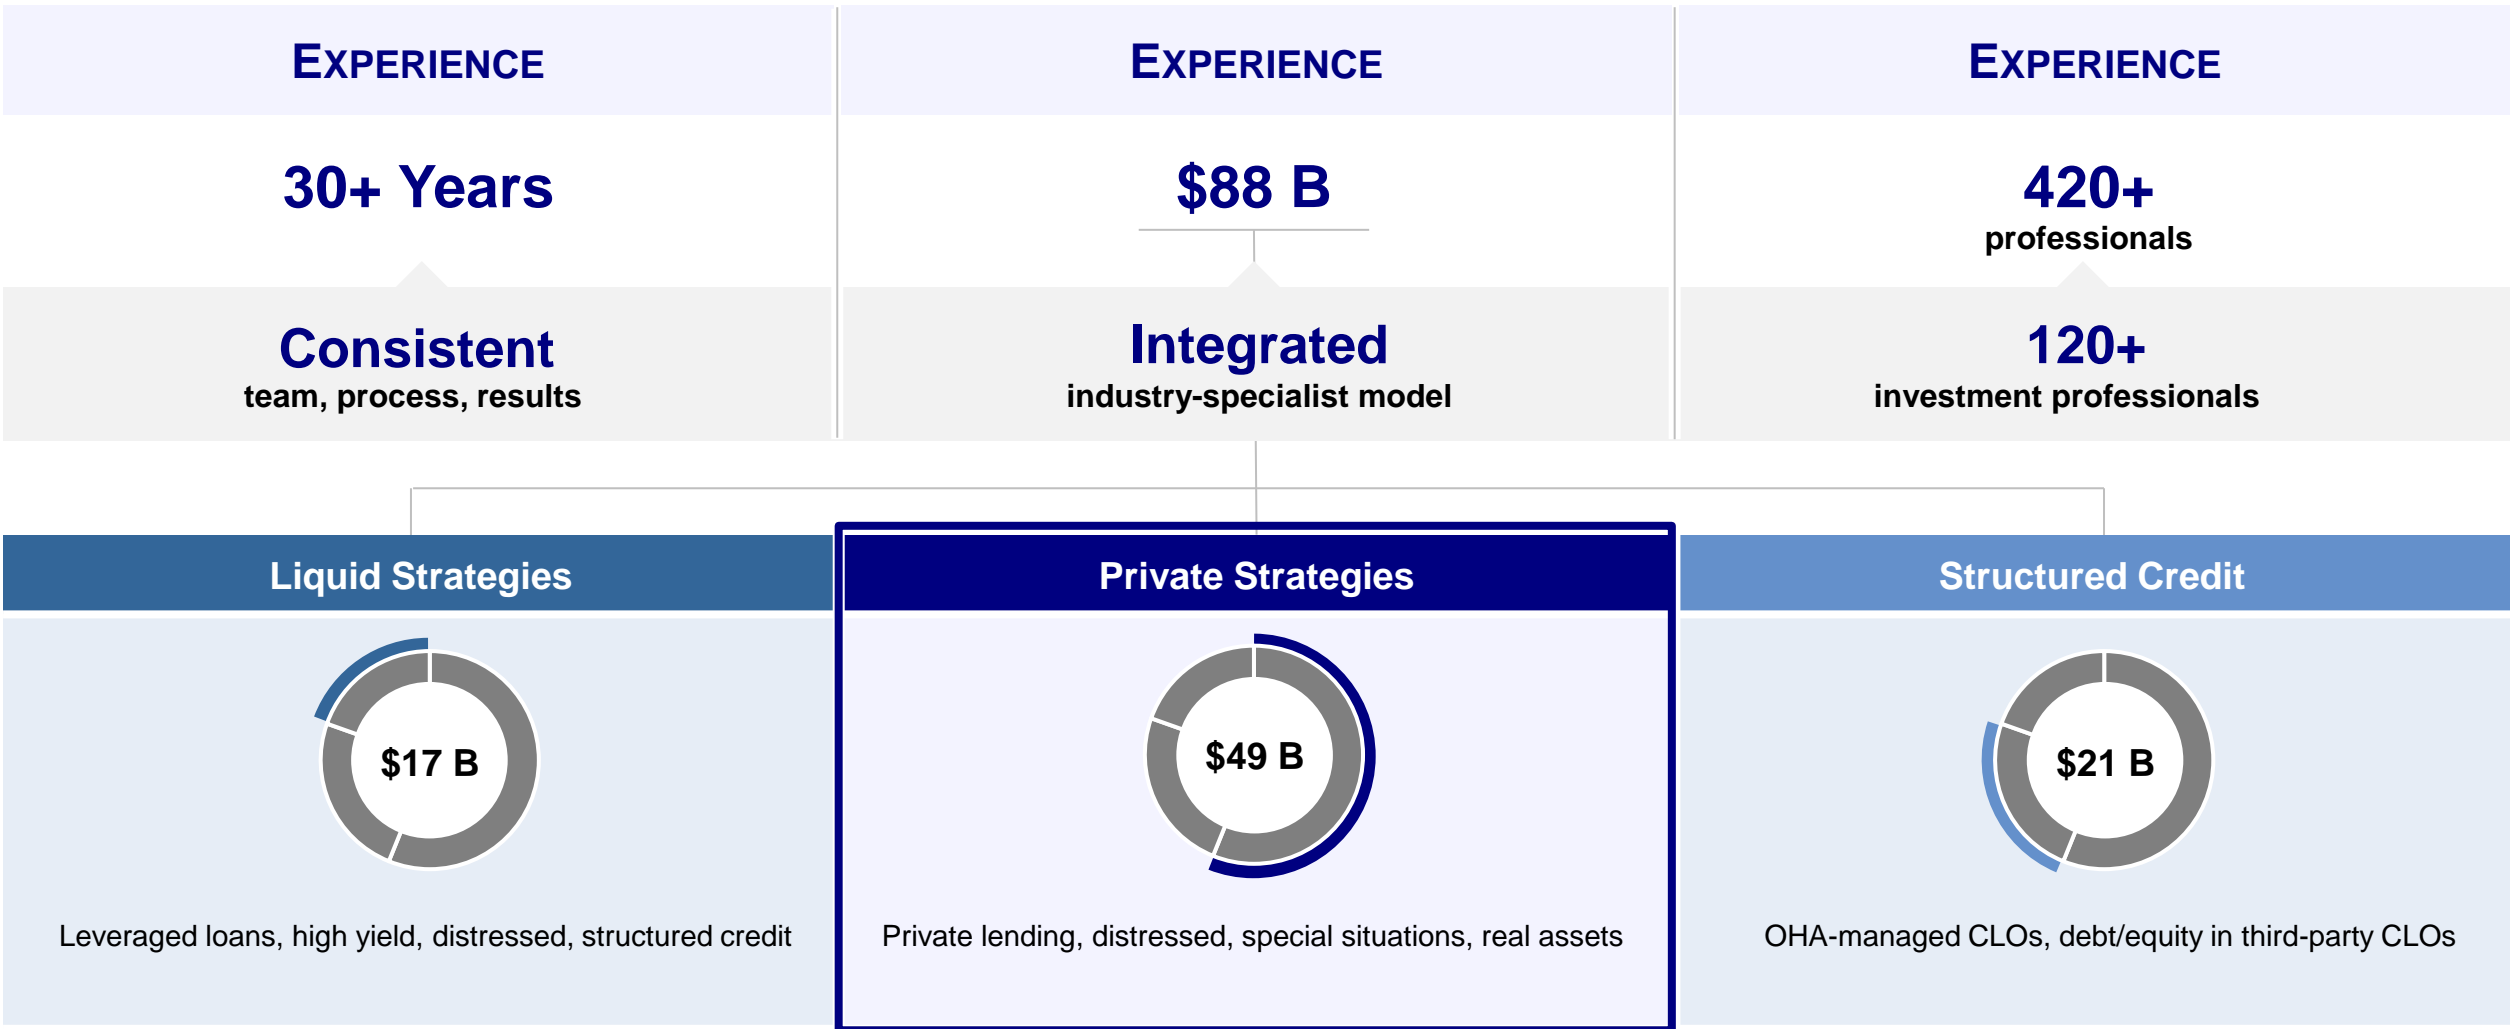 EXPERIENCE
30+ Years
Consistent
team, process, results
EXPERIENCE
$88 B
Integrated
industry-specialist model
EXPERIENCE
420+
professionals
120+
investment professionals
Liquid Strategies
$17 B
Leveraged loans, high yield, distressed, structured credit
Private Strategies
$49 B
Private lending, distressed, special situations, real assets
Structured Credit
$21 B
OHA-managed CLOs, debt/equity in third-party CLOs